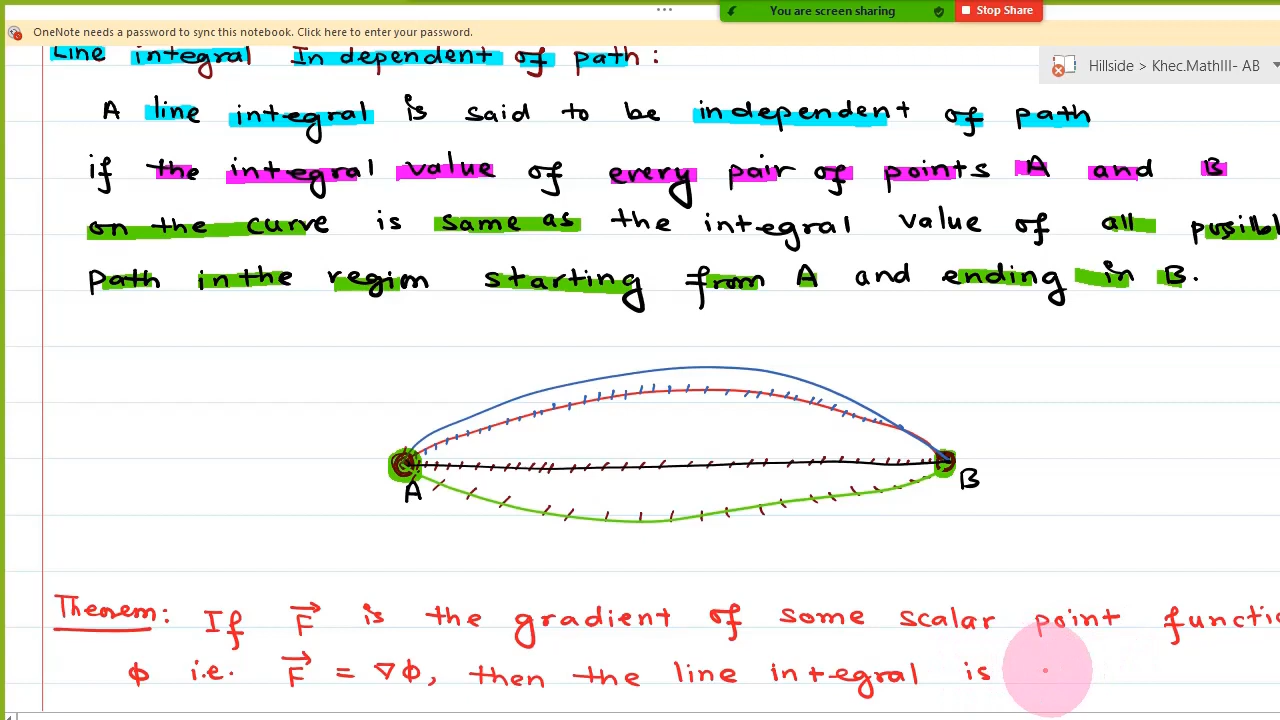 You are screen sharing Stop Share
OneNote needs a password to sync this notebook. Click here to enter your password.
Hillside > Khec.MathIII- AB
Line integral In dependent of path :
A line integral is said to be independent of path
if the integral value of every pair of points A and B
on the curve is same as the integral value of all possibl
path in the region starting from A and ending in B.
A
B
Theorem: If F⃗ is the gradient of some scalar point functio
ϕ i.e. F⃗ = ∇ϕ, then the line integral is